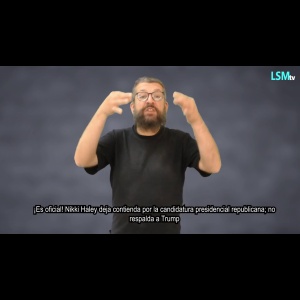 LSMtv
¡Es oficial! Nikki Haley deja contienda por la candidatura presidencial republicana; no
respalda a Trump